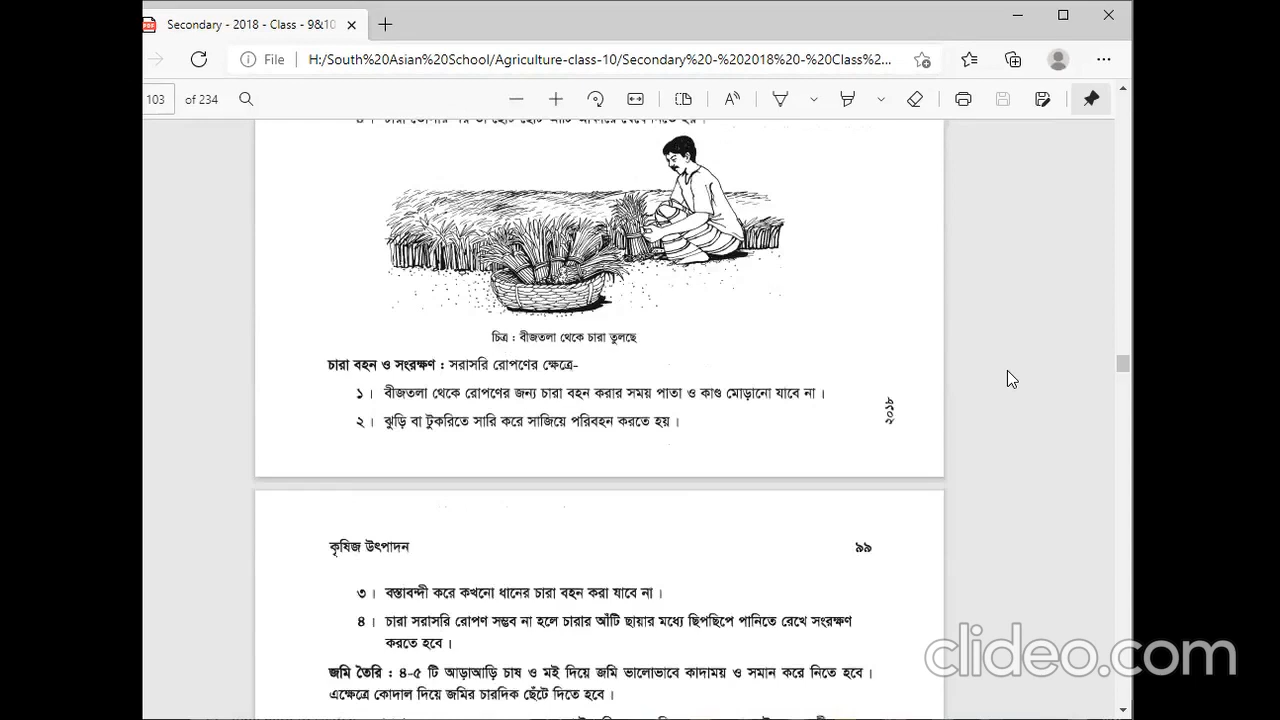 Secondary - 2018 - Class - 9&10
File H:/South%20Asian%20School/Agriculture-class-10/Secondary%20-%202018%20-%20Class%2...
103 of 234
চিত্র : বীজতলা থেকে চারা তুলছে
চারা বহন ও সংরক্ষণ : সরাসরি রোপণের ক্ষেত্রে-
১। বীজতলা থেকে রোপণের জন্য চারা বহন করার সময় পাতা ও কাণ্ড মোড়ানো যাবে না।
২। ঝুড়ি বা টুকরিতে সারি করে সাজিয়ে পরিবহন করতে হয়।
২০১৮
কৃষিজ উৎপাদন ৯৯
৩। বস্তাবন্দী করে কখনো ধানের চারা বহন করা যাবে না।
৪। চারা সরাসরি রোপণ সম্ভব না হলে চারার আঁটি ছায়ার মধ্যে ছিপছিপে পানিতে রেখে সংরক্ষণ
করতে হবে।
জমি তৈরি : ৪-৫ টি আড়াআড়ি চাষ ও মই দিয়ে জমি ভালোভাবে কাদাময় ও সমান করে নিতে হবে।
এক্ষেত্রে কোদাল দিয়ে জমির চারদিক ছেঁটে দিতে হবে।
clideo.com